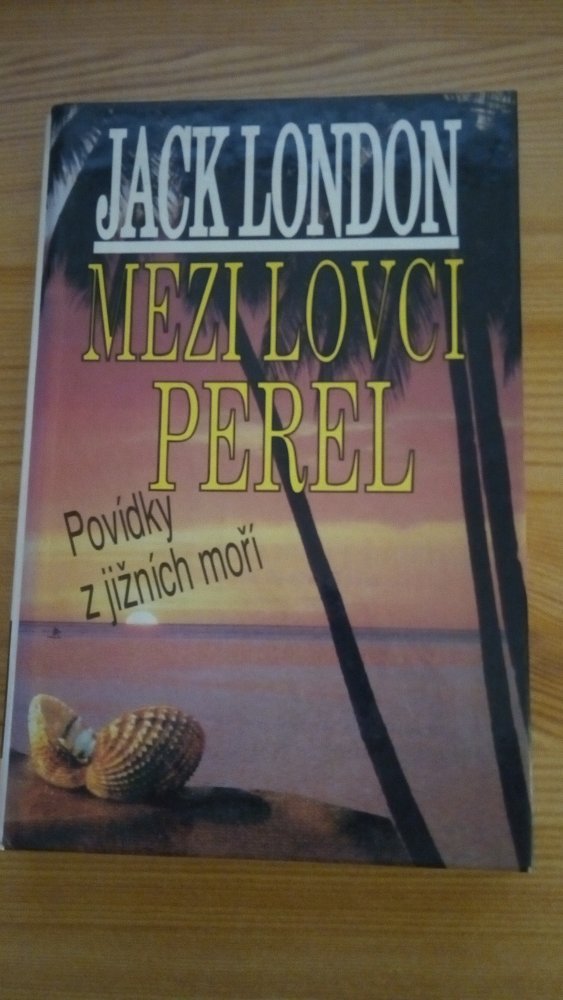 JACK LONDON
MEZI LOVCI
PEREL
Povídky
z jižních moří